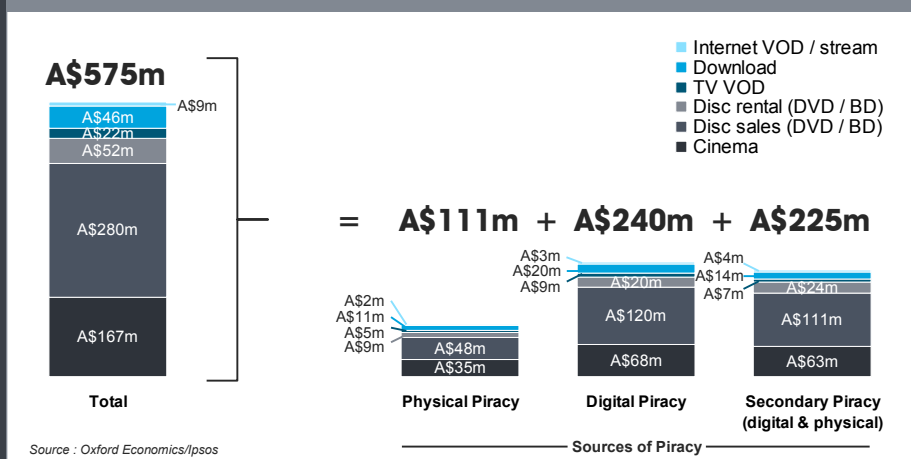 Internet VOD / stream
Download
TV VOD
Disc rental (DVD / BD)
Disc sales (DVD / BD)
Cinema
A$575m
A$9m
A$46m
A$22m
A$52m
A$280m
A$167m
Total
= A$111m + A$240m + A$225m
A$2m
A$11m
A$5m
A$9m
A$48m
A$35m
Physical Piracy
A$3m
A$20m
A$9m
A$20m
A$120m
A$68m
Digital Piracy
A$4m
A$14m
A$7m
A$24m
A$111m
A$63m
Secondary Piracy
(digital & physical)
Sources of Piracy
Source : Oxford Economics/Ipsos